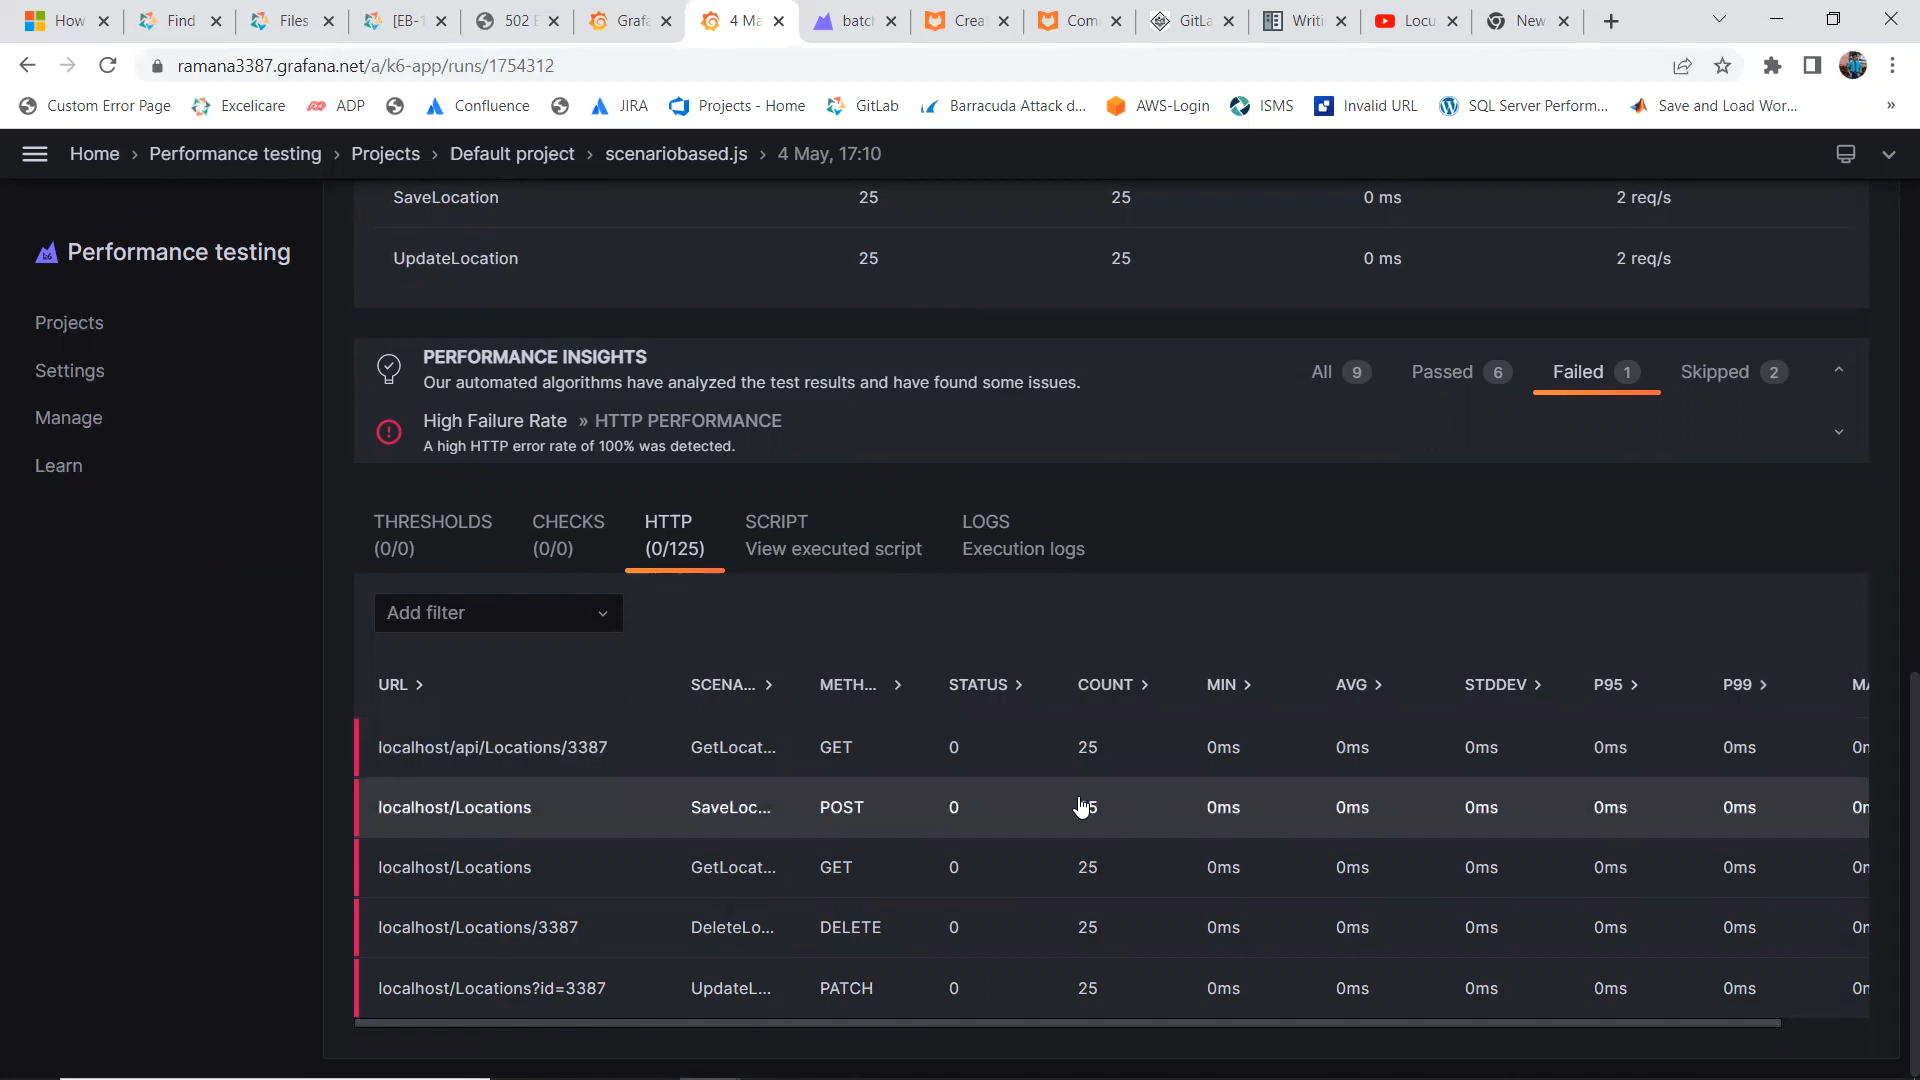 How
Find
Files
[EB-1
502 E
Grafa
4 Ma
batch
Crea
Com
GitLa
Writi
Locu
New
ramana3387.grafana.net/a/k6-app/runs/1754312
Custom Error Page
Excelicare
ADP
Confluence
JIRA
Projects - Home
GitLab
Barracuda Attack d...
AWS-Login
ISMS
Invalid URL
SQL Server Perform...
Save and Load Wor...
»
Home › Performance testing › Projects › Default project › scenariobased.js › 4 May, 17:10
Performance testing
Projects
Settings
Manage
Learn
SaveLocation 25 25 0 ms 2 req/s
UpdateLocation 25 25 0 ms 2 req/s
PERFORMANCE INSIGHTS
Our automated algorithms have analyzed the test results and have found some issues.
All 9 Passed 6 Failed 1 Skipped 2
High Failure Rate » HTTP PERFORMANCE
A high HTTP error rate of 100% was detected.
THRESHOLDS CHECKS HTTP SCRIPT LOGS
(0/0) (0/0) (0/125) View executed script Execution logs
Add filter
URL › SCENA... › METH... › STATUS › COUNT › MIN › AVG › STDDEV › P95 › P99 ›
localhost/api/Locations/3387 GetLocat... GET 0 25 0ms 0ms 0ms 0ms 0ms
localhost/Locations SaveLoc... POST 0 0ms 0ms 0ms 0ms 0ms
localhost/Locations GetLocat... GET 0 25 0ms 0ms 0ms 0ms 0ms
localhost/Locations/3387 DeleteLo... DELETE 0 25 0ms 0ms 0ms 0ms 0ms
localhost/Locations?id=3387 UpdateL... PATCH 0 25 0ms 0ms 0ms 0ms 0ms